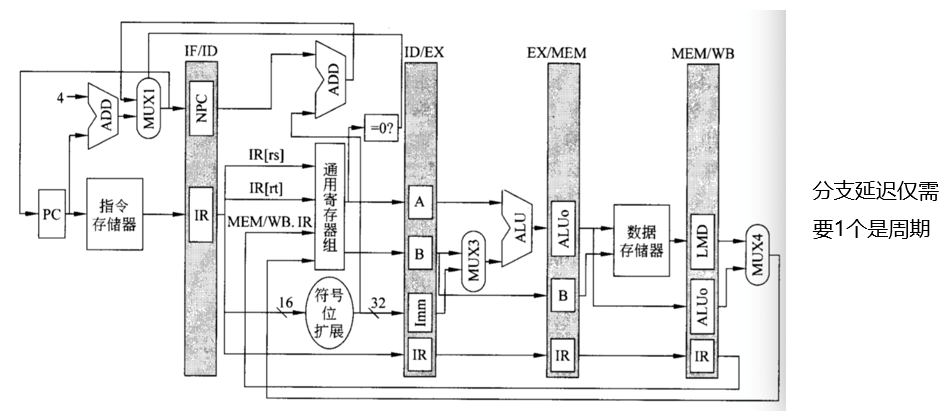 IF/ID
ID/EX
EX/MEM
MEM/WB
4
ADD
MUX1
NPC
ADD
=0?
PC
指令
存储器
IR
IR[rs]
IR[rt]
MEM/WB. IR
通用寄存器组
A
B
MUX3
ALU
ALUo
数据
存储器
LMD
MUX4
16
符号
位
扩展
32
Imm
B
ALUo
IR
IR
IR
分支延迟仅需
要1个是周期